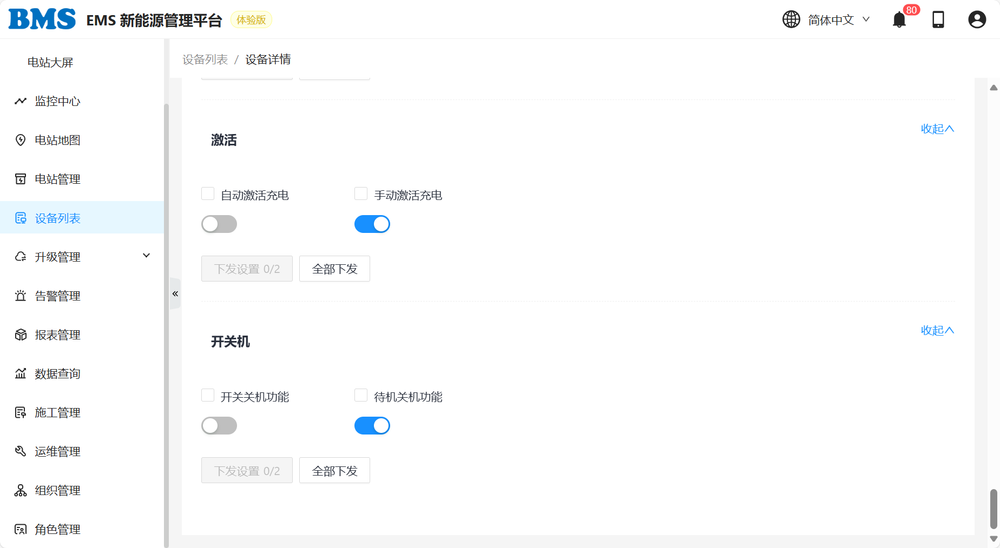 BMS EMS 新能源管理平台 体验版 简体中文 80
电站大屏
监控中心
电站地图
电站管理
设备列表
升级管理
告警管理
报表管理
数据查询
施工管理
运维管理
组织管理
角色管理
设备列表 / 设备详情
激活 收起
自动激活充电 手动激活充电
下发设置 0/2 全部下发
开关机 收起
开关关机功能 待机关机功能
下发设置 0/2 全部下发